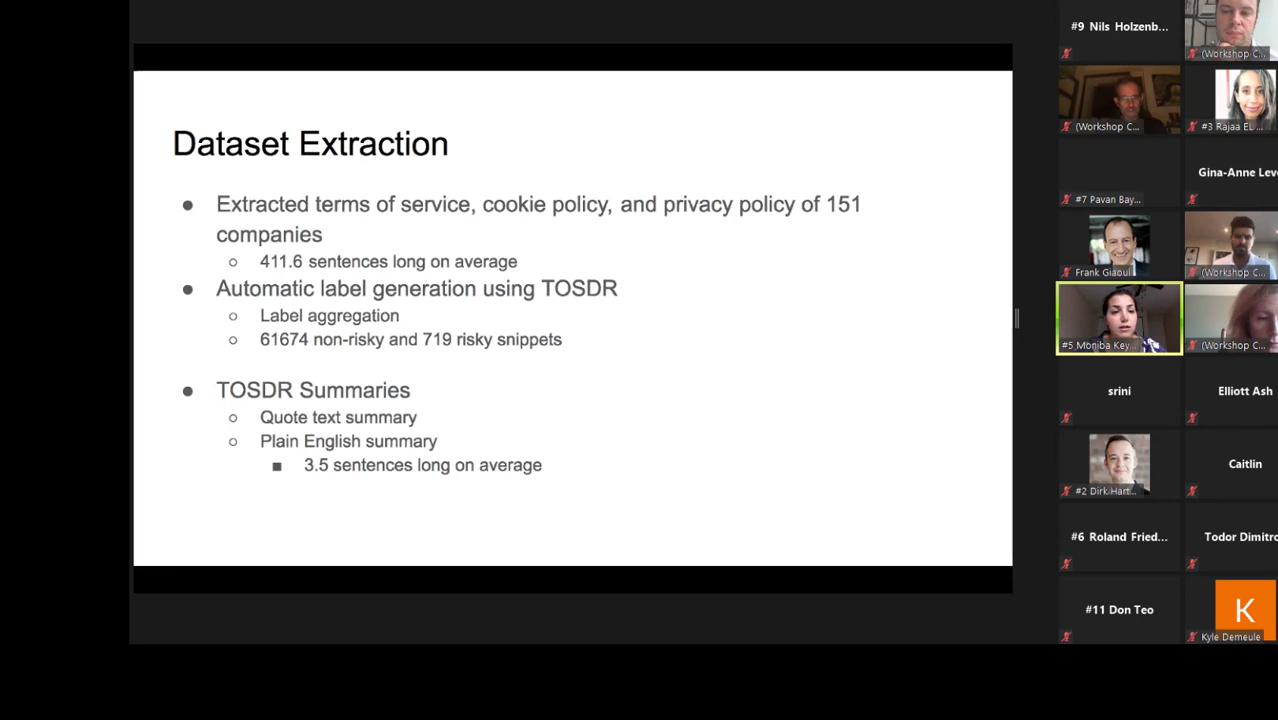 Dataset Extraction
● Extracted terms of service, cookie policy, and privacy policy of 151
companies
○ 411.6 sentences long on average
● Automatic label generation using TOSDR
○ Label aggregation
○ 61674 non-risky and 719 risky snippets
● TOSDR Summaries
○ Quote text summary
○ Plain English summary
■ 3.5 sentences long on average
#9 Nils Holzenb...
(Workshop C...
(Workshop C...
#3 Rajaa EL ...
#7 Pavan Bay...
Gina-Anne Lev
Frank Giaoui
(Workshop C...
#5 Moniba Key...
(Workshop C...
srini
Elliott Ash
#2 Dirk Hart...
Caitlin
#6 Roland Fried...
Todor Dimitro
#11 Don Teo
K
Kyle Demeule